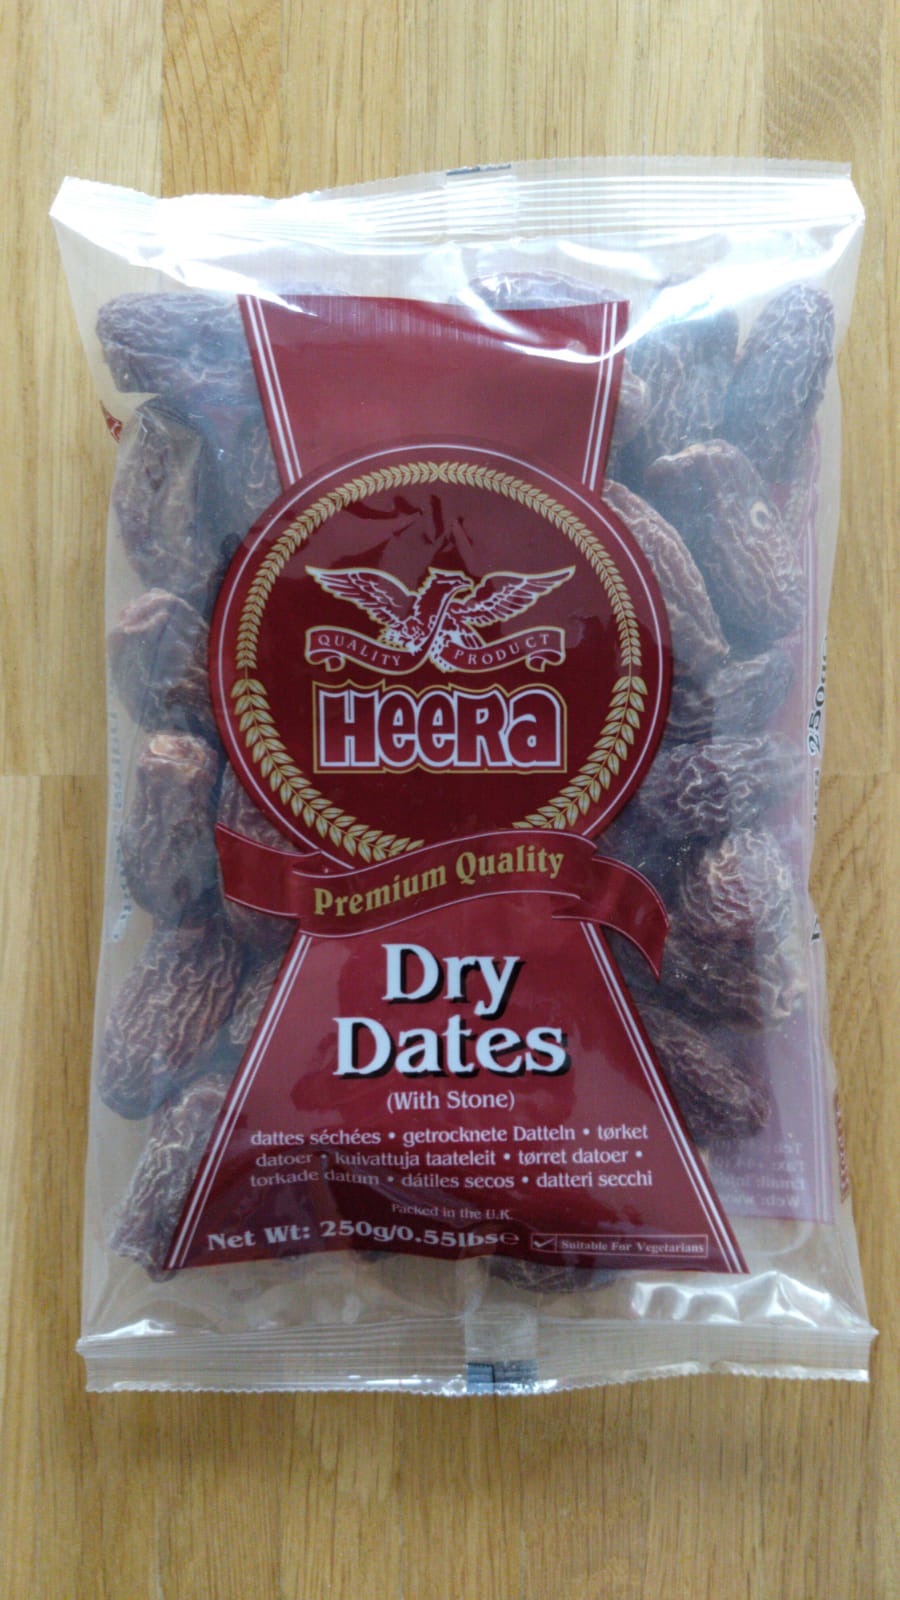 QUALITY PRODUCT
HEERA
Premium Quality
Dry
Dates
(With Stone)
dattes séchées • getrocknete Datteln • tørket
datoer • kuivattuja taateleit • tørret datoer •
torkade datum • dátiles secos • datteri secchi
Packed in the U.K.
Net Wt: 250g/0.55lbs℮
Suitable For Vegetarians